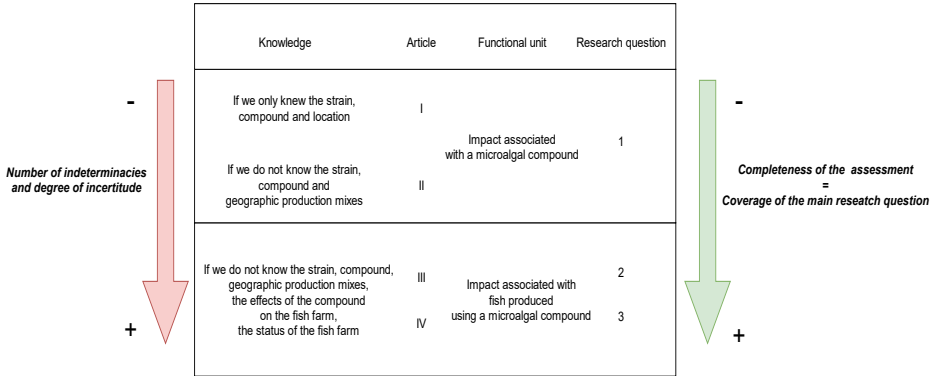 Knowledge Article Functional unit Research question
-
Number of indeterminacies
and degree of incertitude
+
If we only knew the strain,
compound and location
I
If we do not know the strain,
compound and
geographic production mixes
II
Impact associated
with a microalgal compound
1
If we do not know the strain, compound,
geographic production mixes,
the effects of the compound
on the fish farm,
the status of the fish farm
III
IV
Impact associated with
fish produced
using a microalgal compound
2
3
-
Completeness of the assessment
=
Coverage of the main reseatch question
+